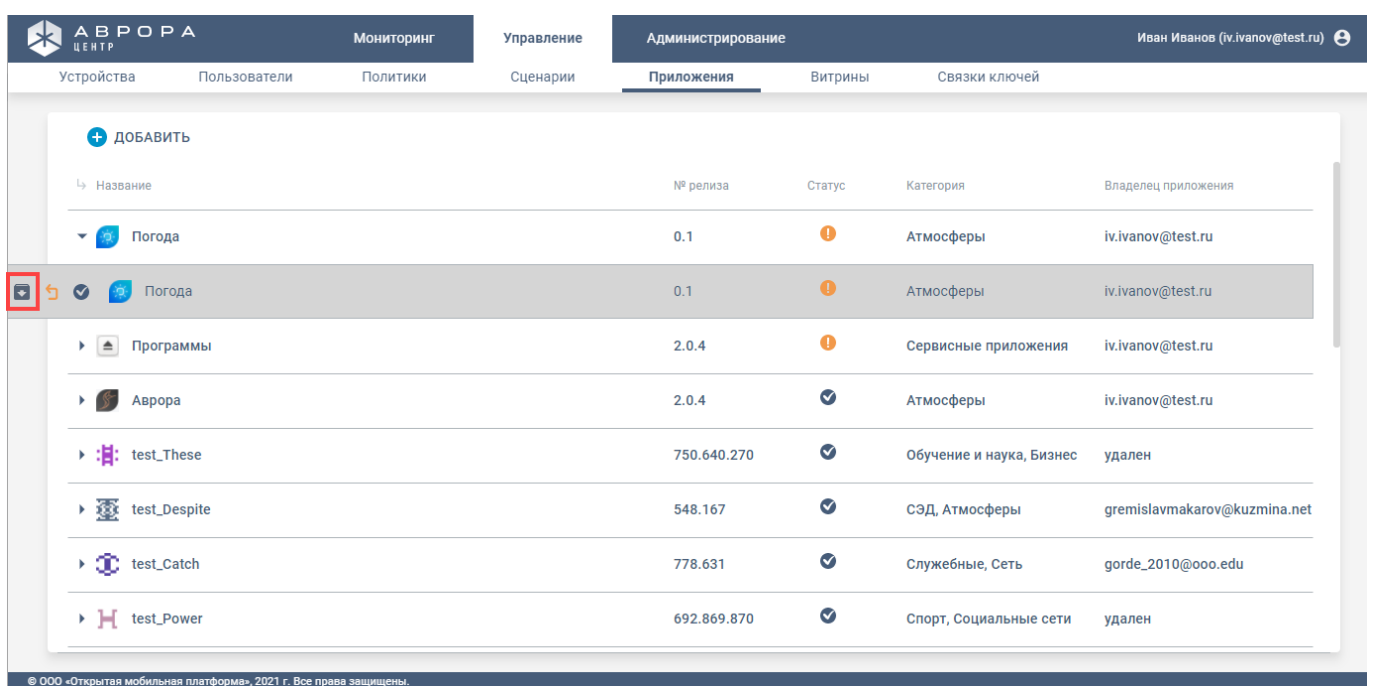 АВРОРА
ЦЕНТР
Мониторинг Управление Администрирование Иван Иванов (iv.ivanov@test.ru)
Устройства Пользователи Политики Сценарии Приложения Витрины Связки ключей
ДОБАВИТЬ
Название № релиза Статус Категория Владелец приложения
Погода 0.1 Атмосферы iv.ivanov@test.ru
Погода 0.1 Атмосферы iv.ivanov@test.ru
Программы 2.0.4 Сервисные приложения iv.ivanov@test.ru
Аврора 2.0.4 Атмосферы iv.ivanov@test.ru
test_These 750.640.270 Обучение и наука, Бизнес удален
test_Despite 548.167 СЭД, Атмосферы gremislavmakarov@kuzmina.net
test_Catch 778.631 Служебные, Сеть gorde_2010@ooo.edu
test_Power 692.869.870 Спорт, Социальные сети удален
© ООО «Открытая мобильная платформа», 2021 г. Все права защищены.